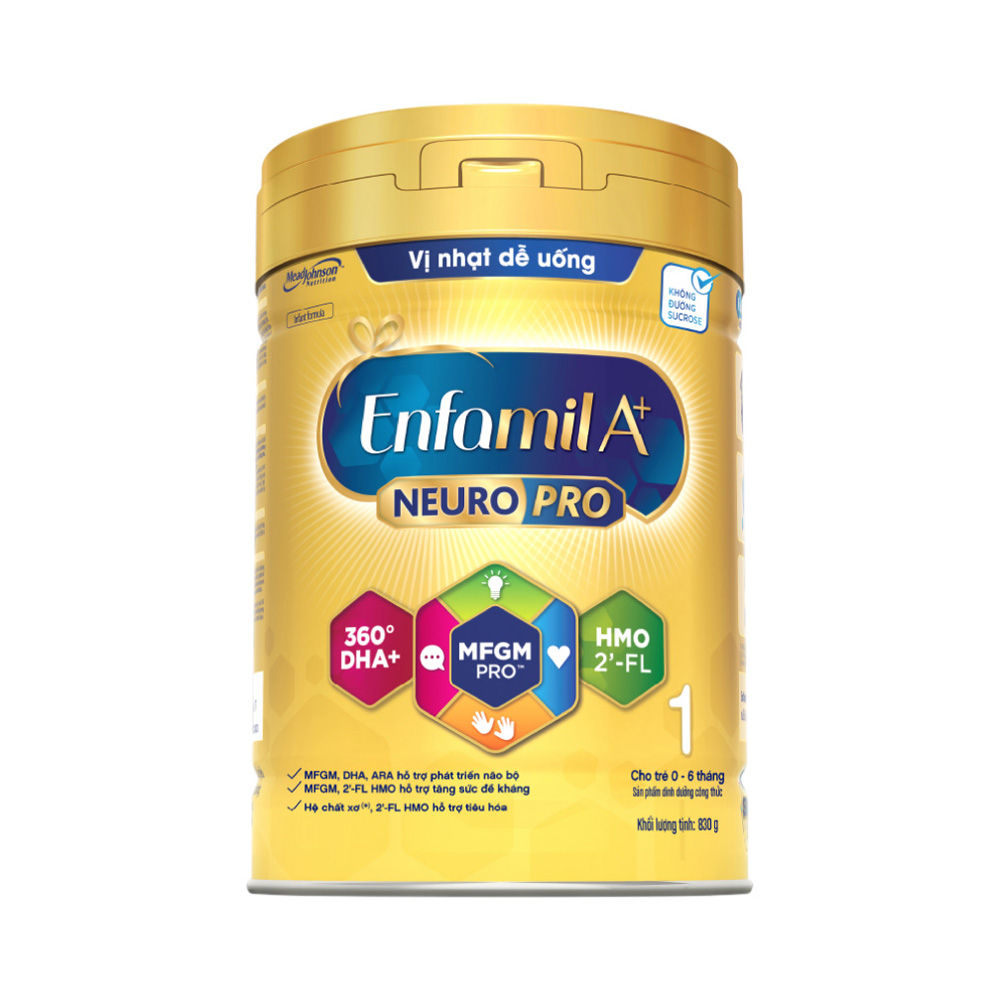 Vị nhạt dễ uống
MeadJohnson™
Nutrition
Infant formula
KHÔNG
ĐƯỜNG
SUCROSE
Enfamil A+
NEURO PRO
360°
DHA+
MFGM
PRO™
HMO
2'-FL
1
MFGM, DHA, ARA hỗ trợ phát triển não bộ
MFGM, 2'-FL HMO hỗ trợ tăng sức đề kháng
Hệ chất xơ(*), 2'-FL HMO hỗ trợ tiêu hóa
Cho trẻ 0 - 6 tháng
Sản phẩm dinh dưỡng công thức
Khối lượng tịnh: 830 g